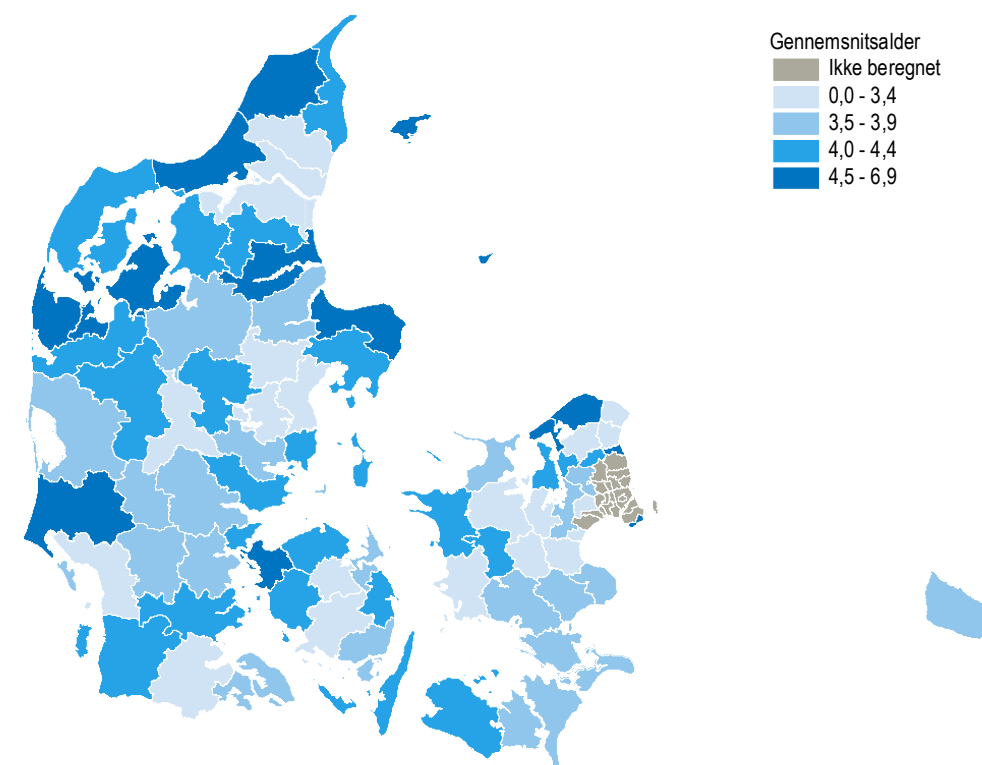 Gennemsnitsalder
Ikke beregnet
0,0 - 3,4
3,5 - 3,9
4,0 - 4,4
4,5 - 6,9